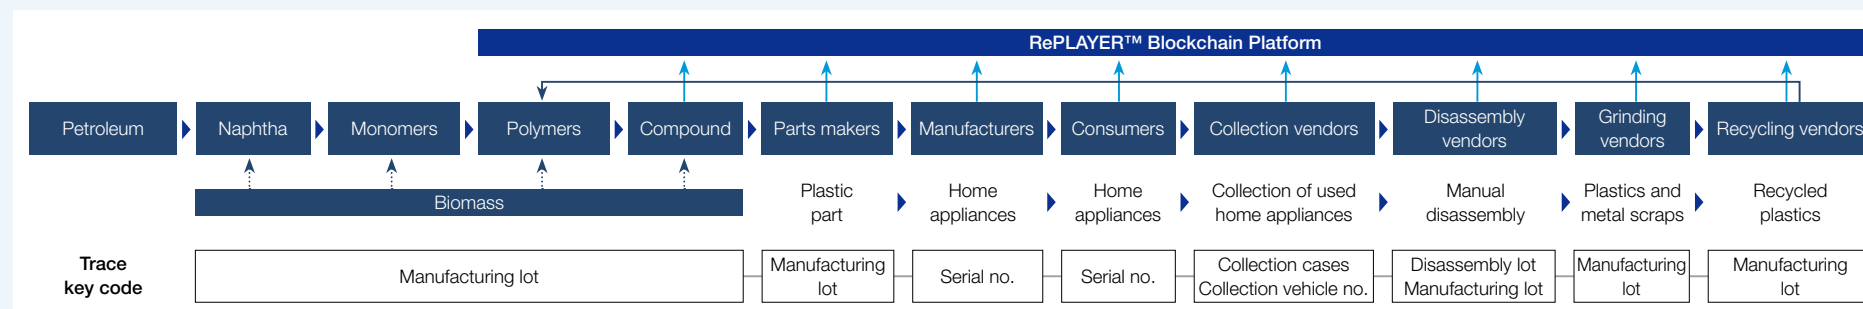 RePLAYER™ Blockchain Platform
Petroleum
Naphtha
Monomers
Polymers
Compound
Parts makers
Manufacturers
Consumers
Collection vendors
Disassembly
vendors
Grinding
vendors
Recycling vendors
Biomass
Plastic
part
Home
appliances
Home
appliances
Collection of used
home appliances
Manual
disassembly
Plastics and
metal scraps
Recycled
plastics
Trace
key code
Manufacturing lot
Manufacturing
lot
Serial no.
Serial no.
Collection cases
Collection vehicle no.
Disassembly lot
Manufacturing lot
Manufacturing
lot
Manufacturing
lot